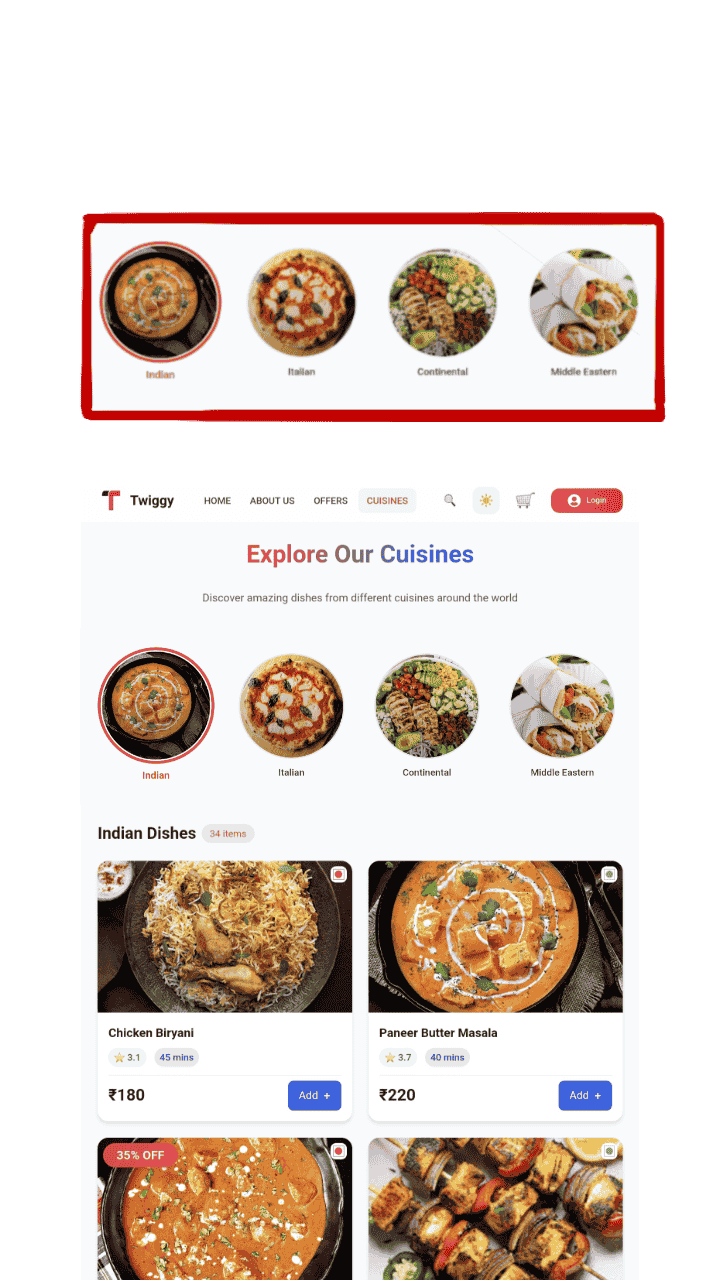 Indian Italian Continental Middle Eastern
Twiggy HOME ABOUT US OFFERS CUISINES Login
Explore Our Cuisines
Discover amazing dishes from different cuisines around the world
Indian Italian Continental Middle Eastern
Indian Dishes 34 items
Chicken Biryani
3.1 45 mins
₹180 Add +
Paneer Butter Masala
3.7 40 mins
₹220 Add +
35% OFF